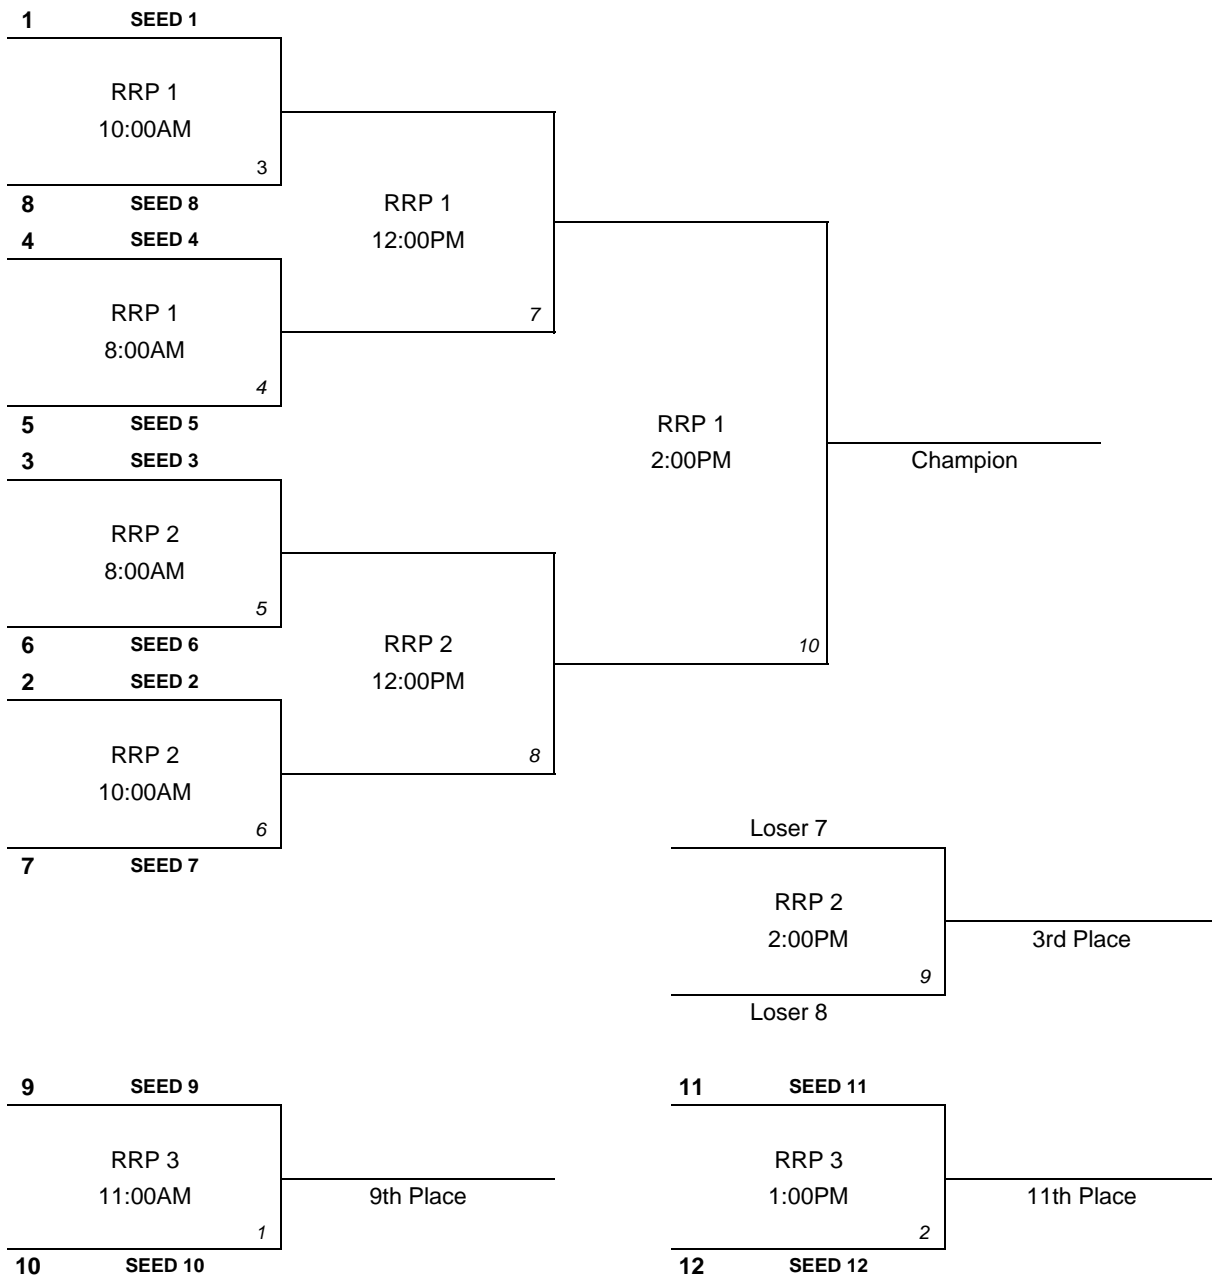 1 SEED 1
RRP 1
10:00AM
3
8 SEED 8
4 SEED 4
RRP 1
12:00PM
7
RRP 1
8:00AM
4
5 SEED 5
3 SEED 3
RRP 1
2:00PM
10
Champion
RRP 2
8:00AM
5
6 SEED 6
2 SEED 2
RRP 2
12:00PM
8
RRP 2
10:00AM
6
7 SEED 7
Loser 7
RRP 2
2:00PM
9
3rd Place
Loser 8
9 SEED 9
RRP 3
11:00AM
1
9th Place
10 SEED 10
11 SEED 11
RRP 3
1:00PM
2
11th Place
12 SEED 12